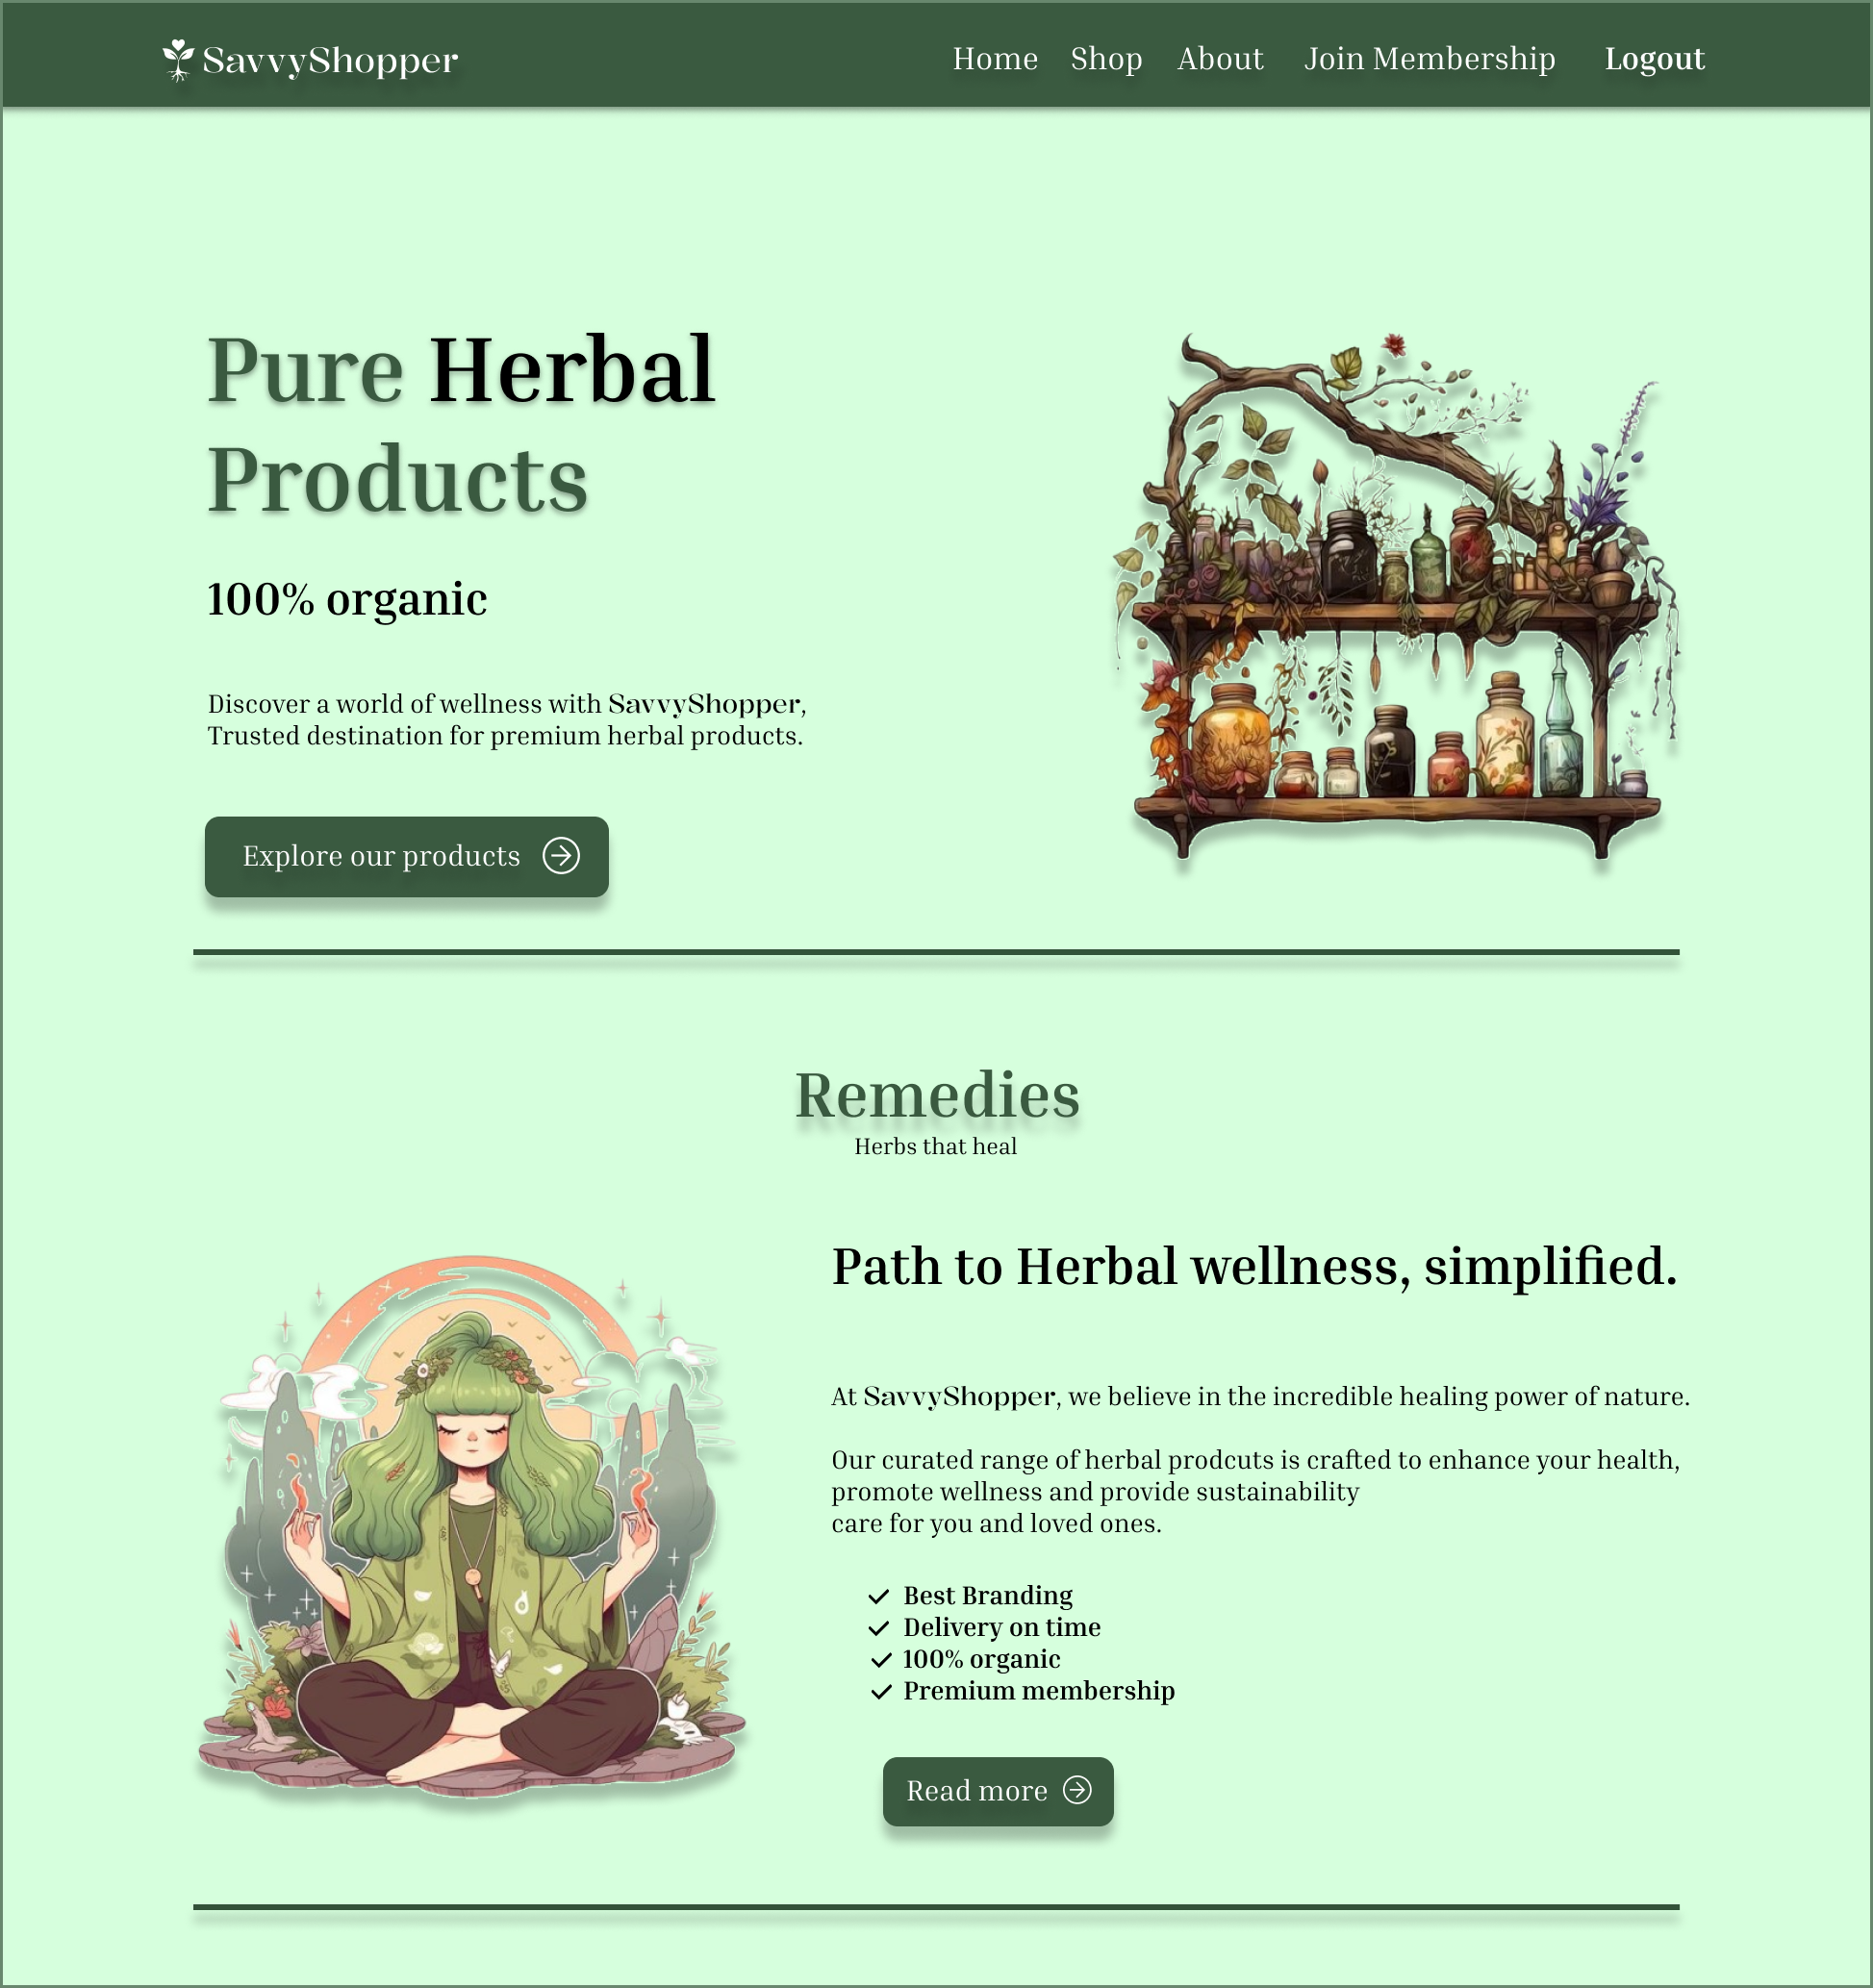 SavvyShopper
Home Shop About Join Membership Logout
Pure Herbal
Products
100% organic
Discover a world of wellness with SavvyShopper,
Trusted destination for premium herbal products.
Explore our products
Remedies
Herbs that heal
Path to Herbal wellness, simplified.
At SavvyShopper, we believe in the incredible healing power of nature.
Our curated range of herbal prodcuts is crafted to enhance your health,
promote wellness and provide sustainability
care for you and loved ones.
Best Branding
Delivery on time
100% organic
Premium membership
Read more